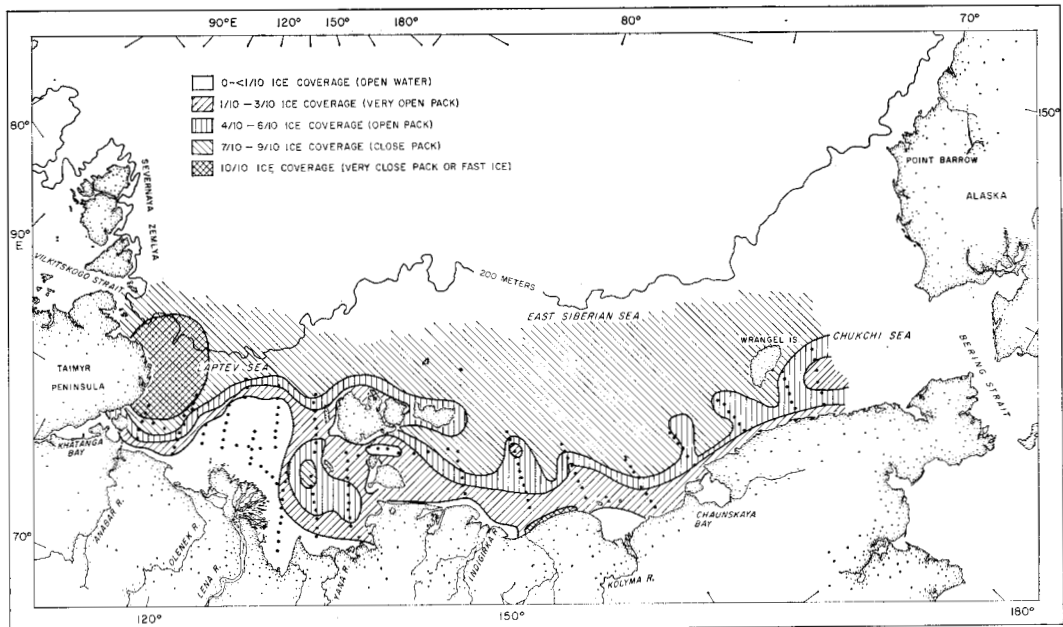 90°E 120° 150° 180° 80° 70°
0-<1/10 ICE COVERAGE (OPEN WATER)
1/10 – 3/10 ICE COVERAGE (VERY OPEN PACK)
4/10 – 6/10 ICE COVERAGE (OPEN PACK)
7/10 – 9/10 ICE COVERAGE (CLOSE PACK)
10/10 ICE COVERAGE (VERY CLOSE PACK OR FAST ICE)
80°
150°
SEVERNAYA ZEMLYA
POINT BARROW
ALASKA
90°
E
VILKITSKOGO STRAIT
200 METERS
EAST SIBERIAN SEA
CHUKCHI SEA
WRANGEL IS
BERING STRAIT
TAIMYR
PENINSULA
APTEV SEA
KHATANGA
BAY
ANABAR R.
OLENEK R.
LENA R.
YANA R.
INDIGIRKA R.
KOLYMA R.
CHAUNSKAYA
BAY
70°
120° 150° 180°